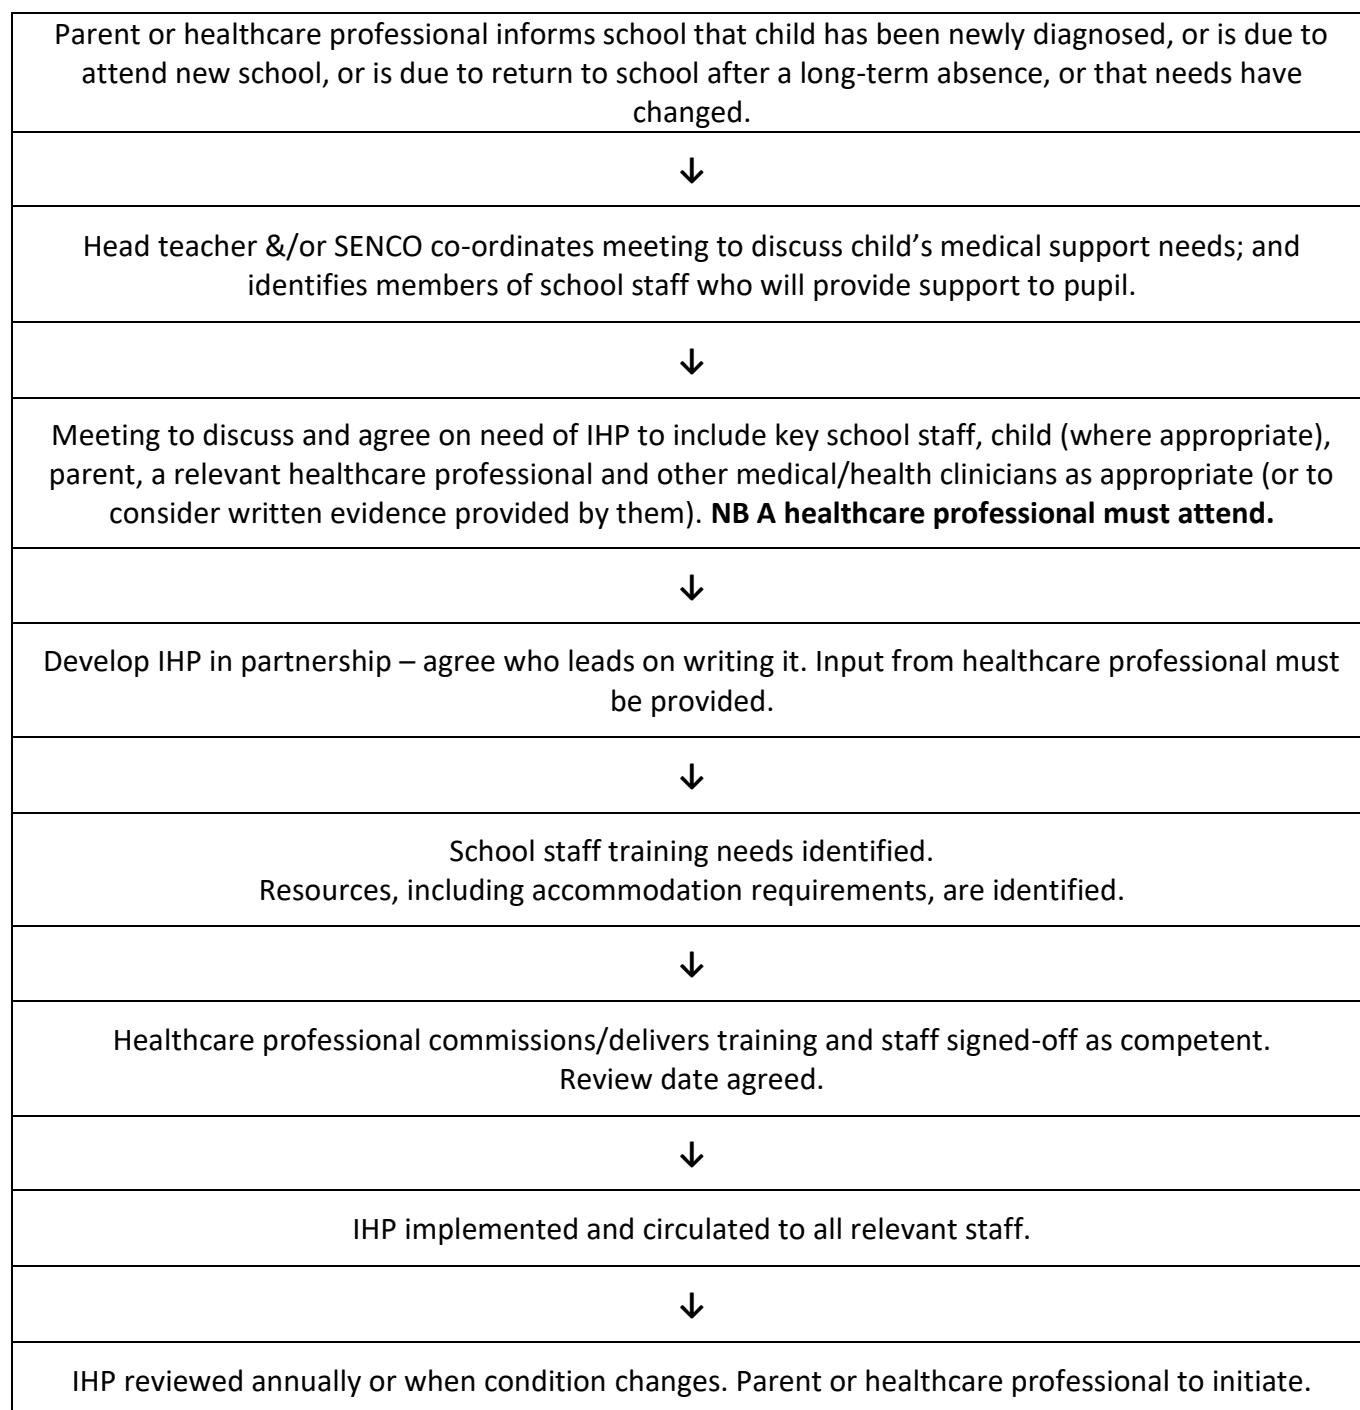 Parent or healthcare professional informs school that child has been newly diagnosed, or is due to
attend new school, or is due to return to school after a long-term absence, or that needs have
changed.
↓
Head teacher &/or SENCO co-ordinates meeting to discuss child’s medical support needs; and
identifies members of school staff who will provide support to pupil.
↓
Meeting to discuss and agree on need of IHP to include key school staff, child (where appropriate),
parent, a relevant healthcare professional and other medical/health clinicians as appropriate (or to
consider written evidence provided by them). NB A healthcare professional must attend.
↓
Develop IHP in partnership – agree who leads on writing it. Input from healthcare professional must
be provided.
↓
School staff training needs identified.
Resources, including accommodation requirements, are identified.
↓
Healthcare professional commissions/delivers training and staff signed-off as competent.
Review date agreed.
↓
IHP implemented and circulated to all relevant staff.
↓
IHP reviewed annually or when condition changes. Parent or healthcare professional to initiate.